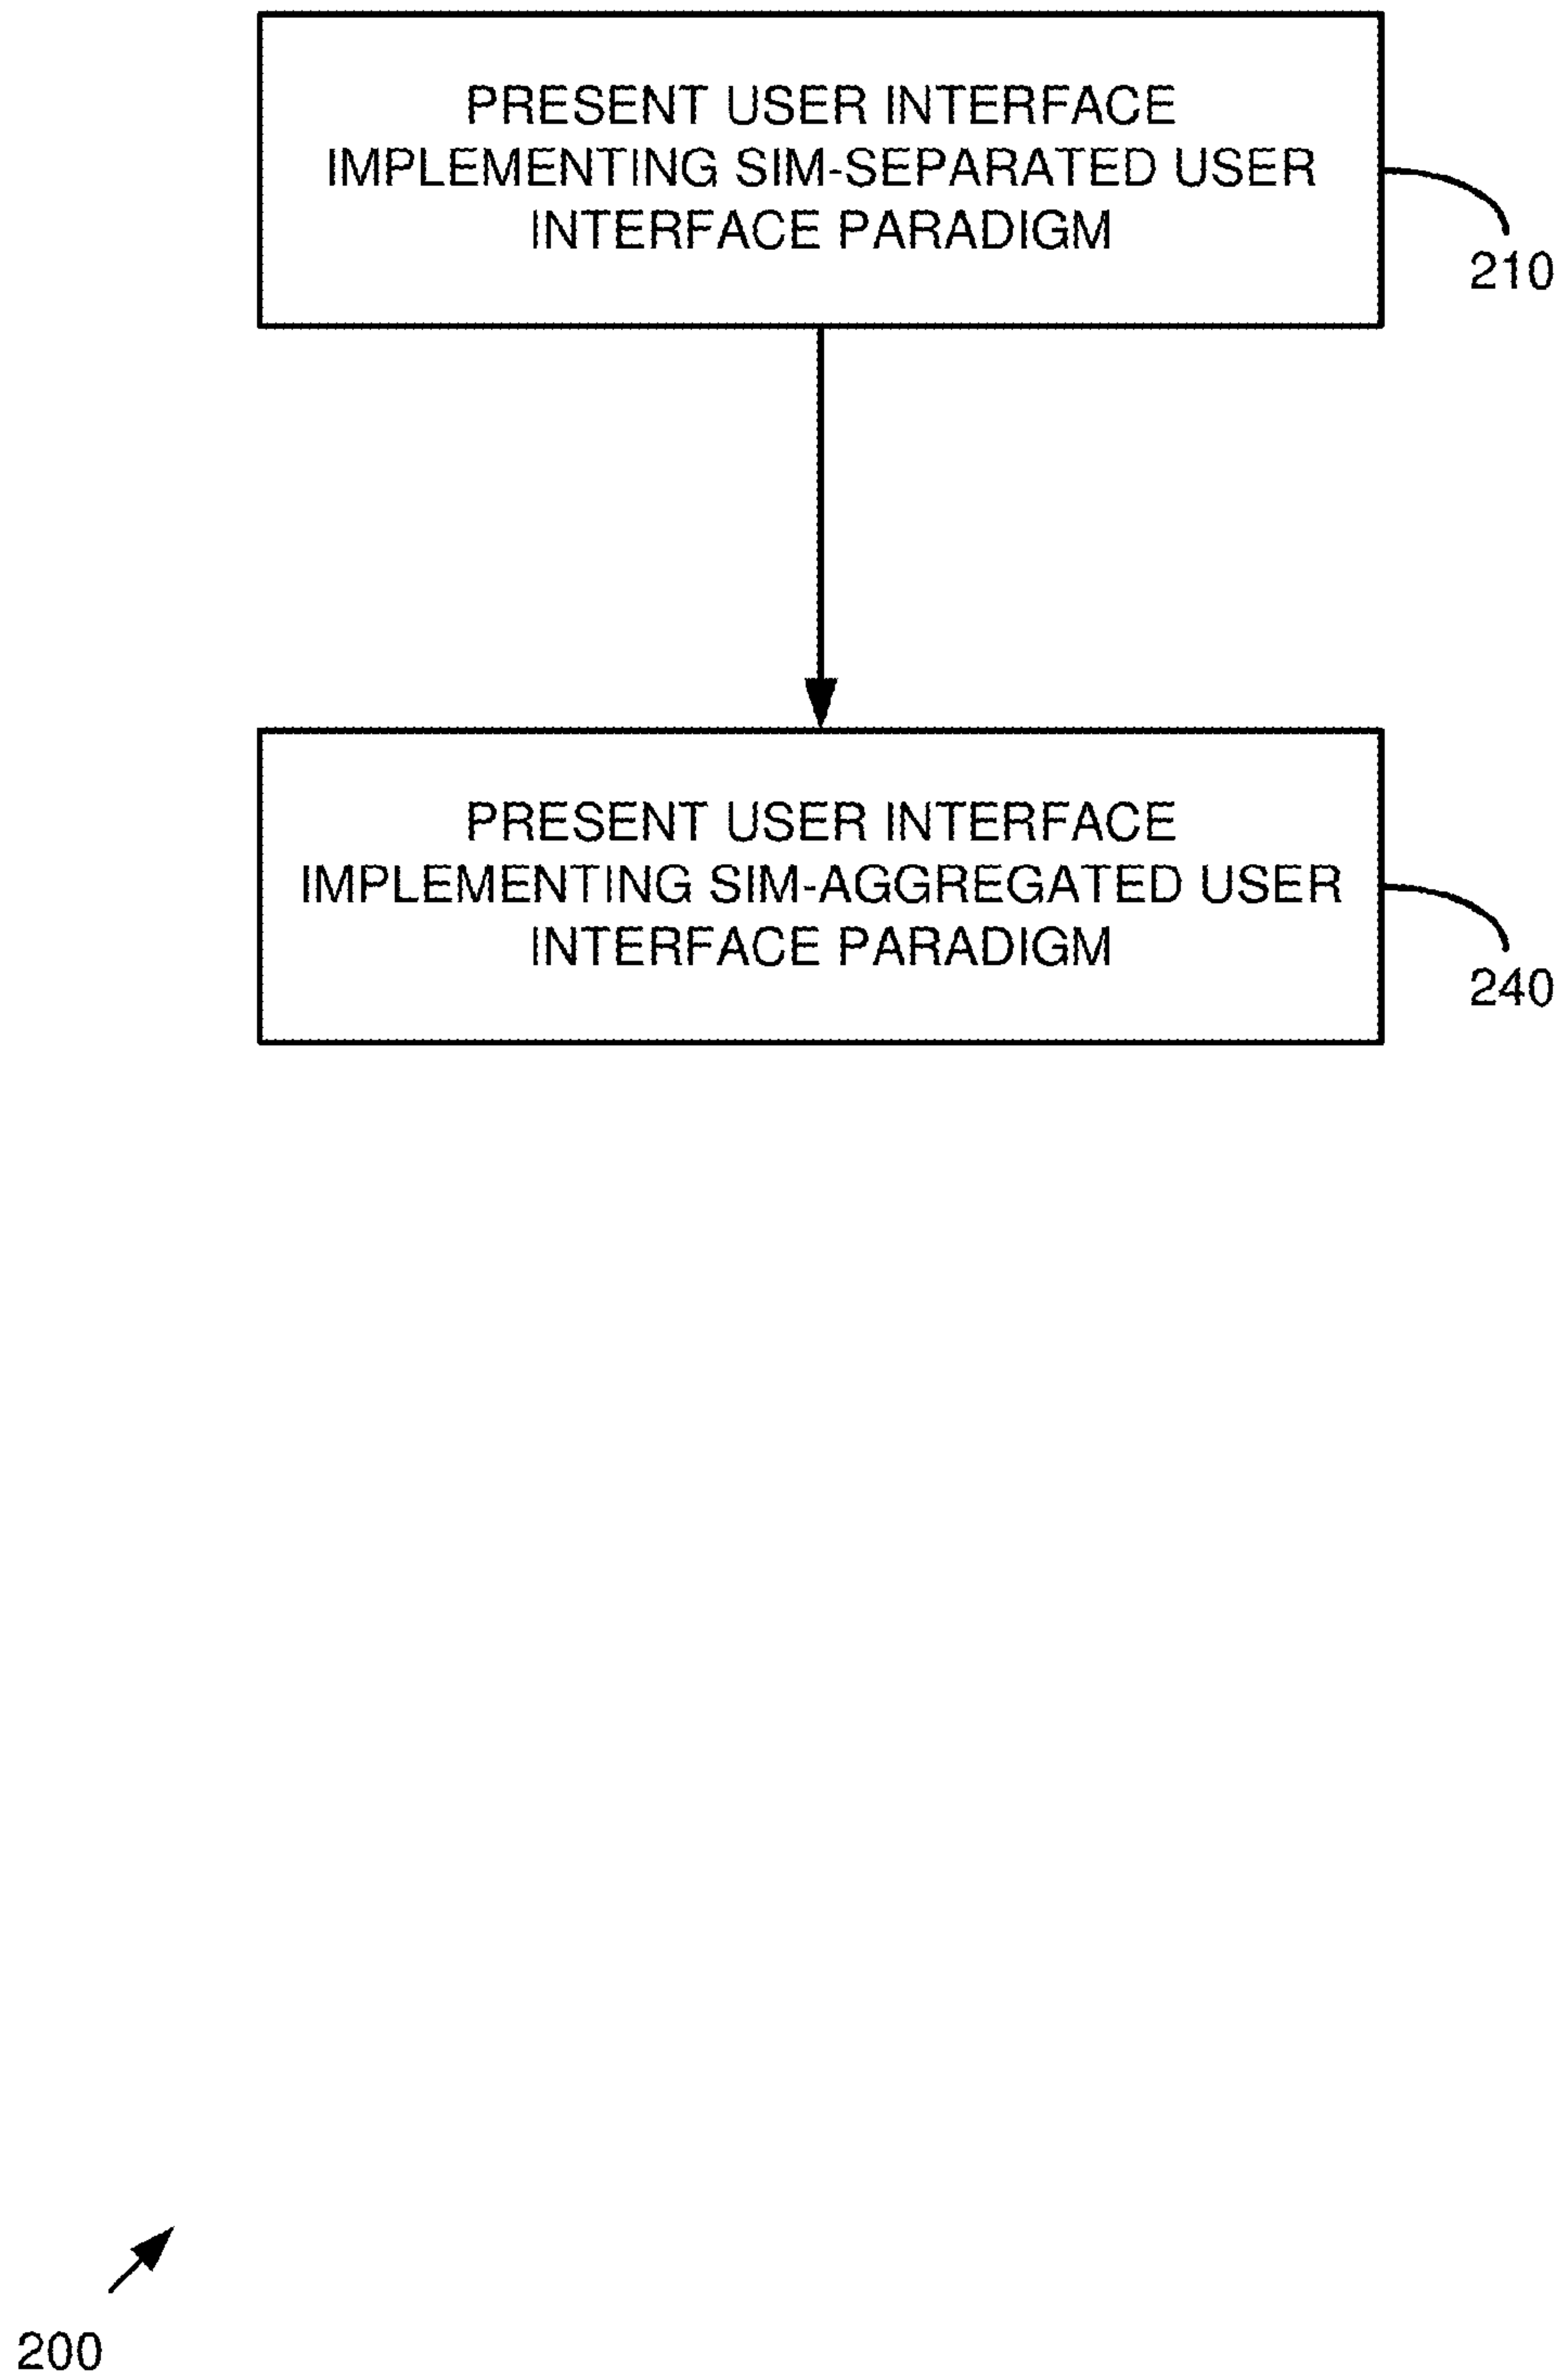 PRESENT USER INTERFACE
IMPLEMENTING SIM-SEPARATED USER
INTERFACE PARADIGM
210
PRESENT USER INTERFACE
IMPLEMENTING SIM-AGGREGATED USER
INTERFACE PARADIGM
240
200